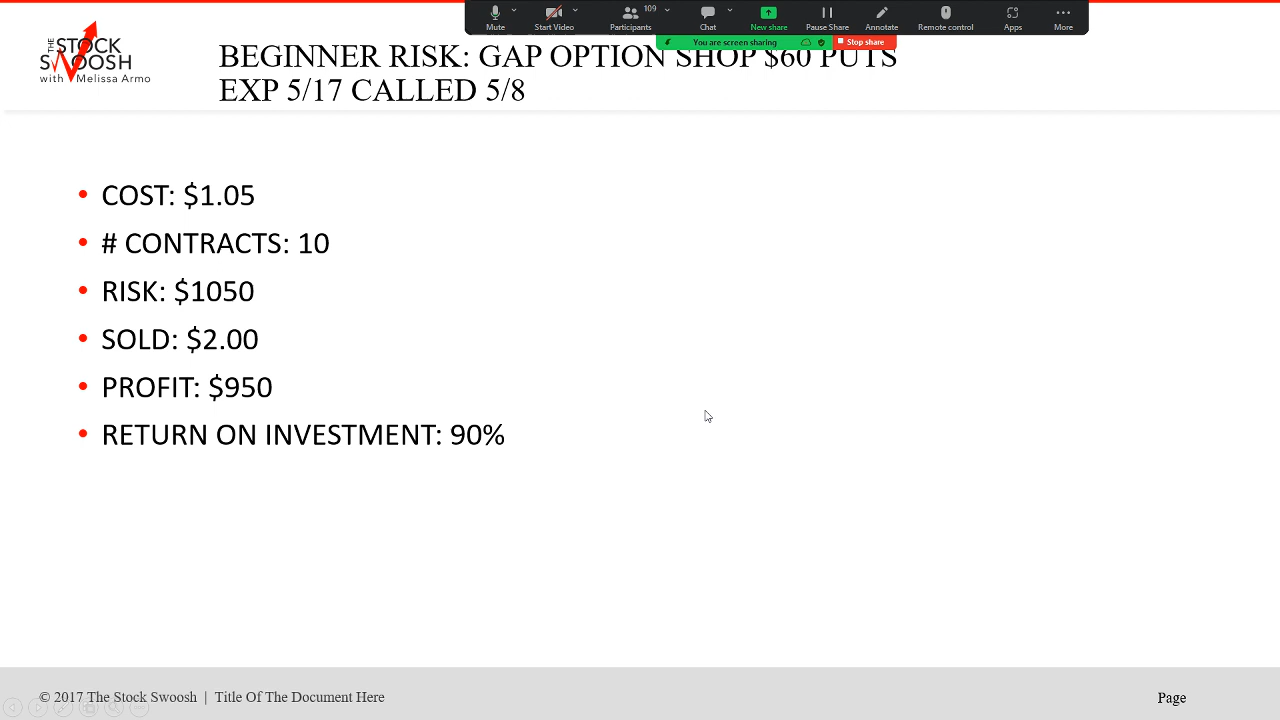 Mute
Start Video
109
Participants
Chat
New share
Pause Share
Annotate
Remote control
Apps
More
You are screen sharing
Stop share
THE
STOCK
SWOOSH
with Melissa Armo
BEGINNER RISK: GAP OPTION SHOP $60 PUTS
EXP 5/17 CALLED 5/8
• COST: $1.05
• # CONTRACTS: 10
• RISK: $1050
• SOLD: $2.00
• PROFIT: $950
• RETURN ON INVESTMENT: 90%
© 2017 The Stock Swoosh | Title Of The Document Here
Page